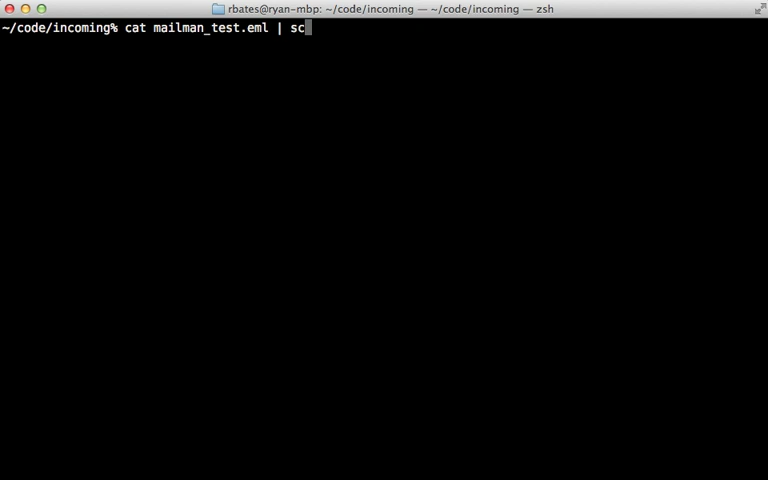 rbates@ryan-mbp: ~/code/incoming — ~/code/incoming — zsh
~/code/incoming% cat mailman_test.eml | sc